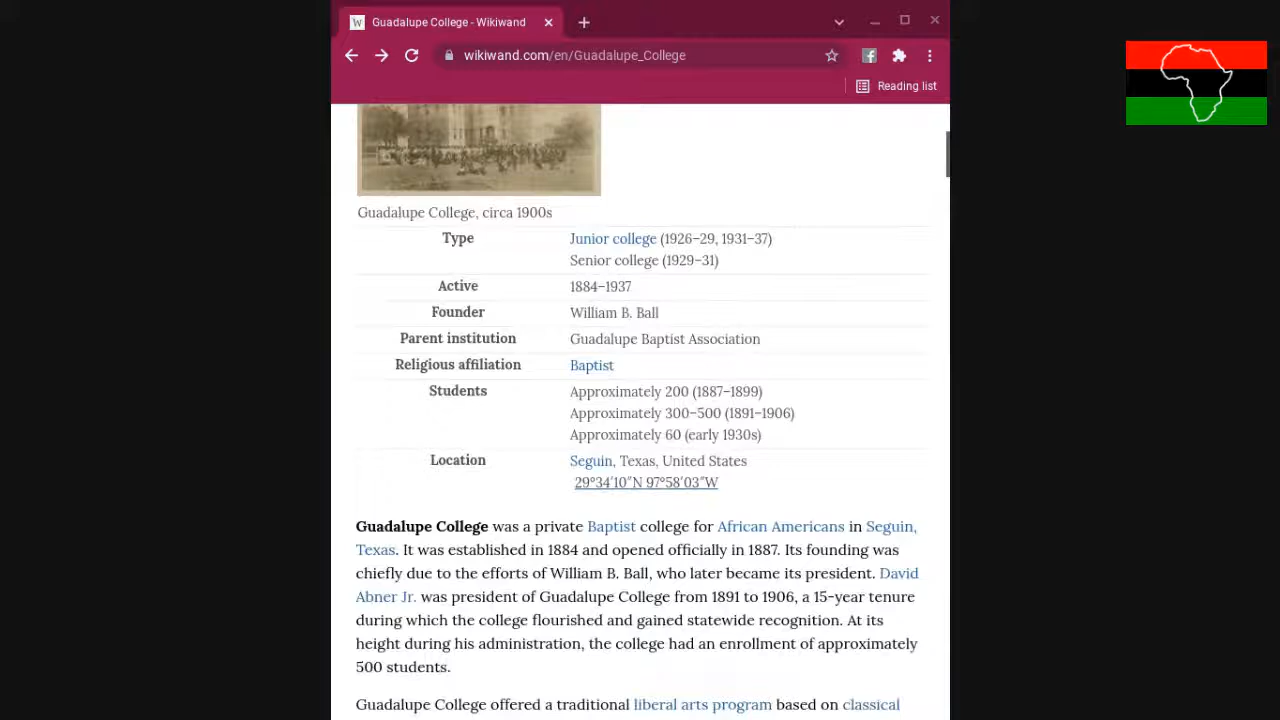 Guadalupe College - Wikiwand
wikiwand.com/en/Guadalupe_College
Reading list
Guadalupe College, circa 1900s
Type Junior college (1926–29, 1931–37)
Senior college (1929–31)
Active 1884–1937
Founder William B. Ball
Parent institution Guadalupe Baptist Association
Religious affiliation Baptist
Students Approximately 200 (1887–1899)
Approximately 300–500 (1891–1906)
Approximately 60 (early 1930s)
Location Seguin, Texas, United States
29°34′10″N 97°58′03″W
Guadalupe College was a private Baptist college for African Americans in Seguin,
Texas. It was established in 1884 and opened officially in 1887. Its founding was
chiefly due to the efforts of William B. Ball, who later became its president. David
Abner Jr. was president of Guadalupe College from 1891 to 1906, a 15-year tenure
during which the college flourished and gained statewide recognition. At its
height during his administration, the college had an enrollment of approximately
500 students.
Guadalupe College offered a traditional liberal arts program based on classical